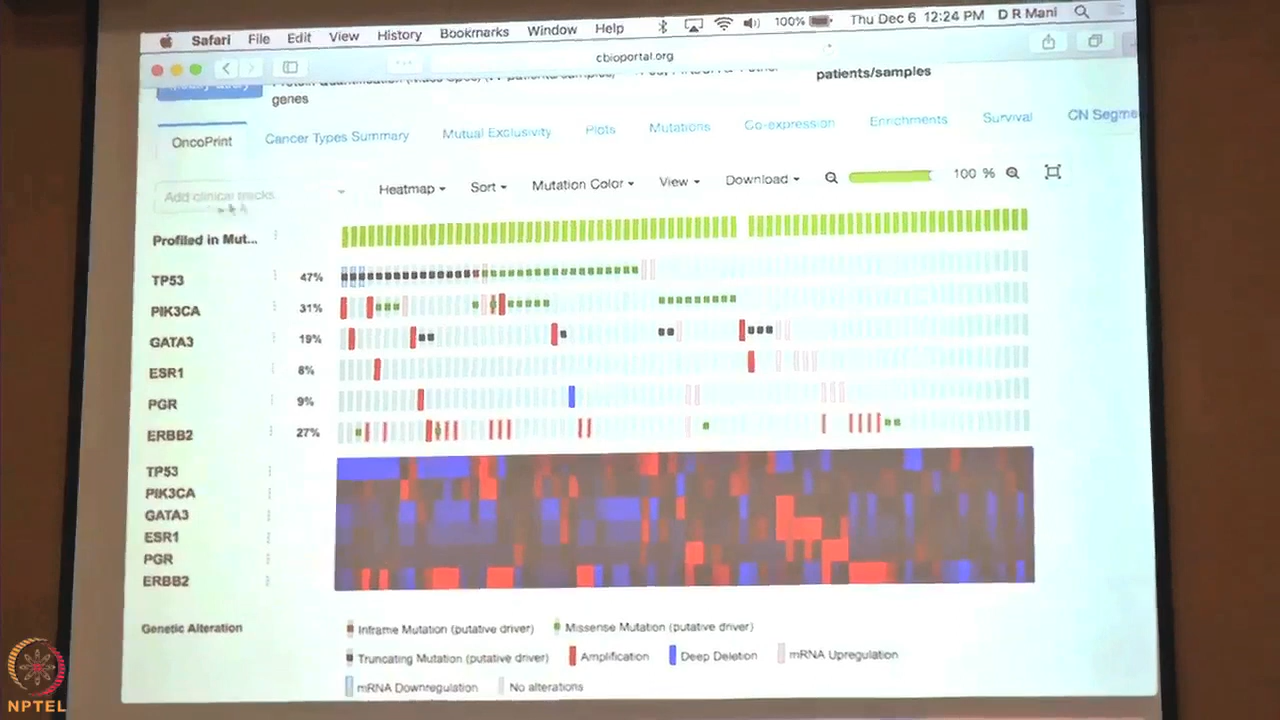 Safari File Edit View History Bookmarks Window Help 100% Thu Dec 6 12:24 PM D R Mani
cbioportal.org
patients/samples
genes
OncoPrint Cancer Types Summary Mutual Exclusivity Plots Mutations Co-expression Enrichments Survival CN Segme
Add clinical tracks Heatmap Sort Mutation Color View Download 100 %
Profiled in Mut...
TP53 47%
PIK3CA 31%
GATA3 19%
ESR1 8%
PGR 9%
ERBB2 27%
TP53
PIK3CA
GATA3
ESR1
PGR
ERBB2
Genetic Alteration Inframe Mutation (putative driver) Missense Mutation (putative driver)
Truncating Mutation (putative driver) Amplification Deep Deletion mRNA Upregulation
mRNA Downregulation No alterations
NPTEL